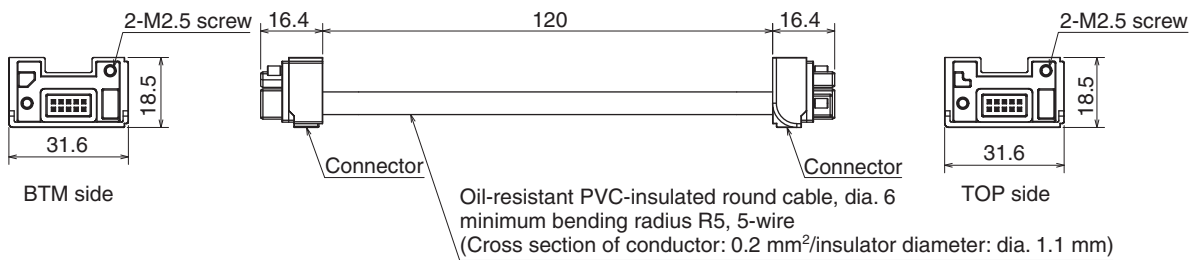 2-M2.5 screw
16.4
120
16.4
2-M2.5 screw
18.5
18.5
31.6
31.6
Connector
Connector
BTM side
TOP side
Oil-resistant PVC-insulated round cable, dia. 6
minimum bending radius R5, 5-wire
(Cross section of conductor: 0.2 mm²/insulator diameter: dia. 1.1 mm)